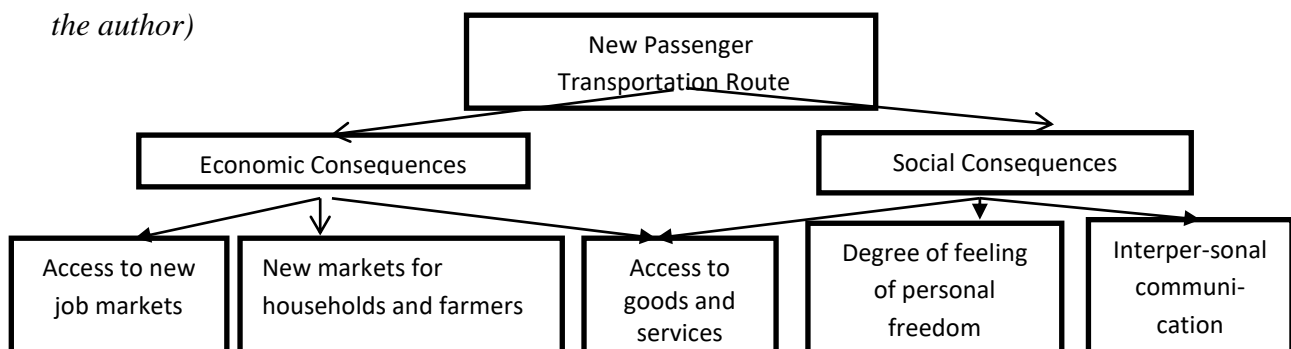 the author)
New Passenger
Transportation Route
Economic Consequences
Social Consequences
Access to new
job markets
New markets for
households and farmers
Access to
goods and
services
Degree of feeling
of personal
freedom
Interper-sonal
communi-
cation